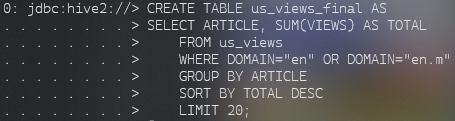 0: jdbc:hive2://> CREATE TABLE us_views_final AS
. . . . . . . . > SELECT ARTICLE, SUM(VIEWS) AS TOTAL
. . . . . . . . >     FROM us_views
. . . . . . . . >     WHERE DOMAIN="en" OR DOMAIN="en.m"
. . . . . . . . >     GROUP BY ARTICLE
. . . . . . . . >     SORT BY TOTAL DESC
. . . . . . . . >     LIMIT 20;